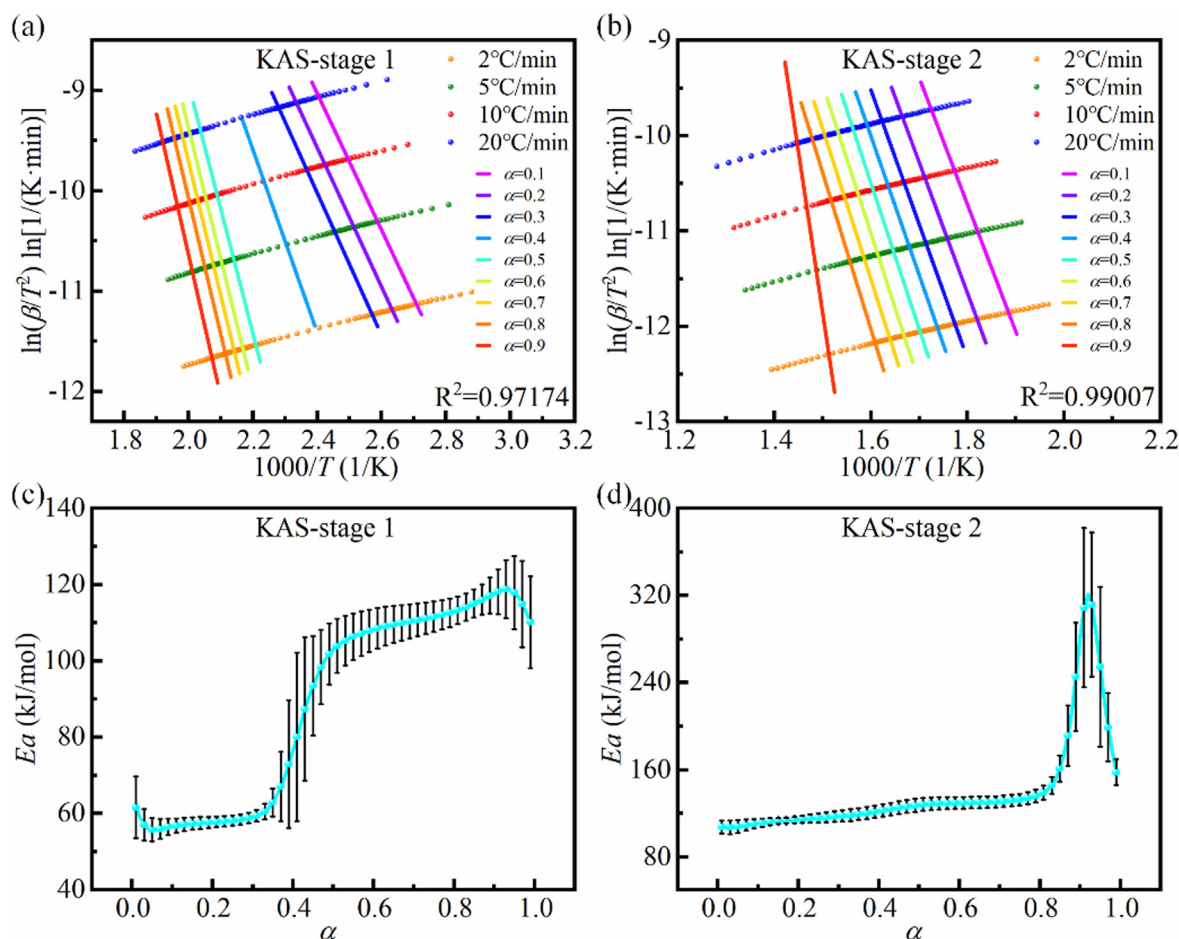 (a)
KAS-stage 1
2°C/min
5°C/min
10°C/min
20°C/min
α=0.1
α=0.2
α=0.3
α=0.4
α=0.5
α=0.6
α=0.7
α=0.8
α=0.9
R²=0.97174
ln(β/T²) ln[1/(K·min)]
-9
-10
-11
-12
1.8 2.0 2.2 2.4 2.6 2.8 3.0 3.2
1000/T (1/K)
(b)
KAS-stage 2
2°C/min
5°C/min
10°C/min
20°C/min
α=0.1
α=0.2
α=0.3
α=0.4
α=0.5
α=0.6
α=0.7
α=0.8
α=0.9
R²=0.99007
ln(β/T²) ln[1/(K·min)]
-9
-10
-11
-12
-13
1.2 1.4 1.6 1.8 2.0 2.2
1000/T (1/K)
(c)
KAS-stage 1
Ea (kJ/mol)
140
120
100
80
60
40
0.0 0.2 0.4 0.6 0.8 1.0
α
(d)
KAS-stage 2
Ea (kJ/mol)
400
320
240
160
80
0.0 0.2 0.4 0.6 0.8 1.0
α